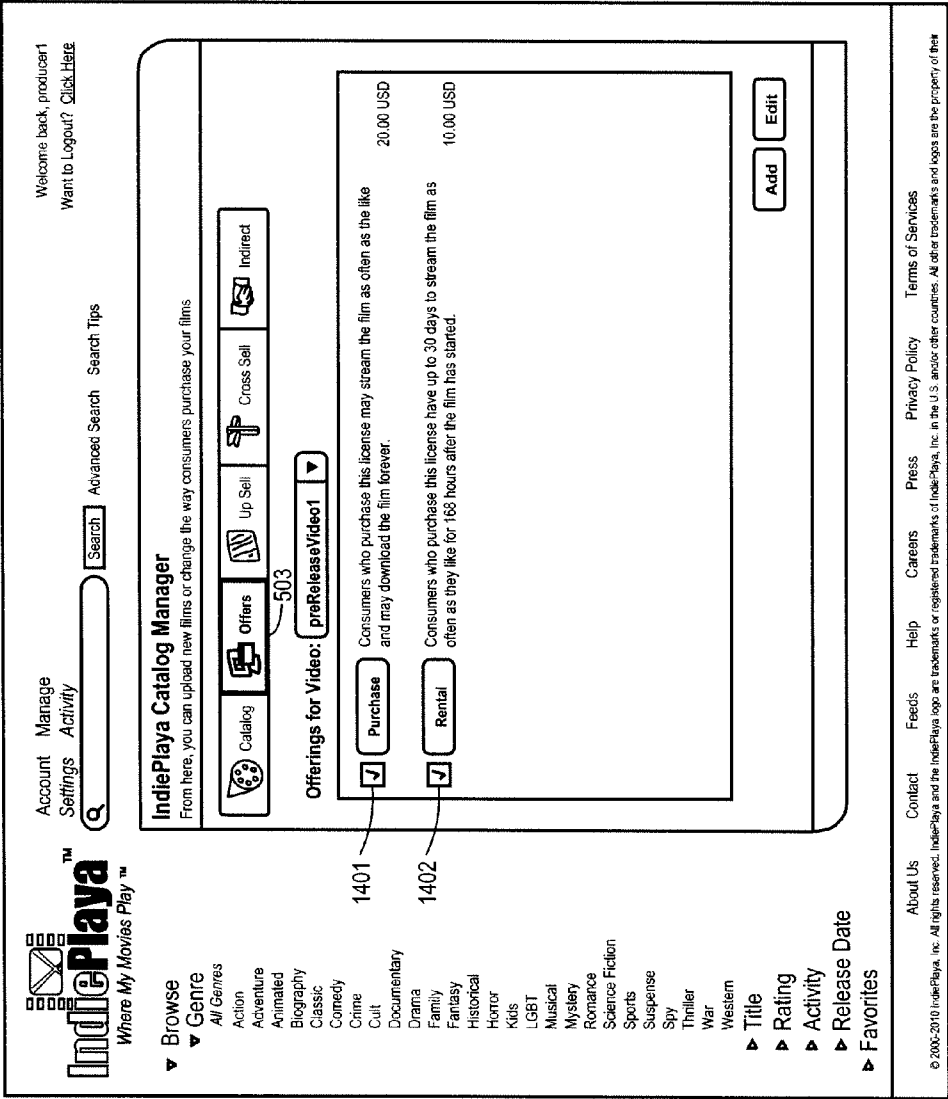 IndiePlaya ™
Where My Movies Play ™
Account Manage
Settings Activity
Search Advanced Search Search Tips
Welcome back, producer1
Want to Logout? Click Here
Browse
Genre
All Genres
Action
Adventure
Animated
Biography
Classic
Comedy
Crime
Cult
Documentary
Drama
Family
Fantasy
Historical
Horror
Kids
LGBT
Musical
Mystery
Romance
Science Fiction
Sports
Suspense
Spy
Thriller
War
Western
Title
Rating
Activity
Release Date
Favorites
IndiePlaya Catalog Manager
From here, you can upload new films or change the way consumers purchase your films
Catalog Offers Up Sell Cross Sell Indirect
503
Offerings for Video: preReleaseVideo1
1401
Purchase Consumers who purchase this license may stream the film as often as the like 20.00 USD
and may download the film forever.
1402
Rental Consumers who purchase this license have up to 30 days to stream the film as 10.00 USD
often as they like for 168 hours after the film has started.
Add Edit
About Us Contact Feeds Help Careers Press Privacy Policy Terms of Services
© 2000-2010 IndiePlaya, Inc. All rights reserved. IndiePlaya and the IndiePlaya logo are trademarks or registered trademarks of IndiePlaya, Inc. in the U.S. and/or other countries. All other trademarks and logos are the property of their